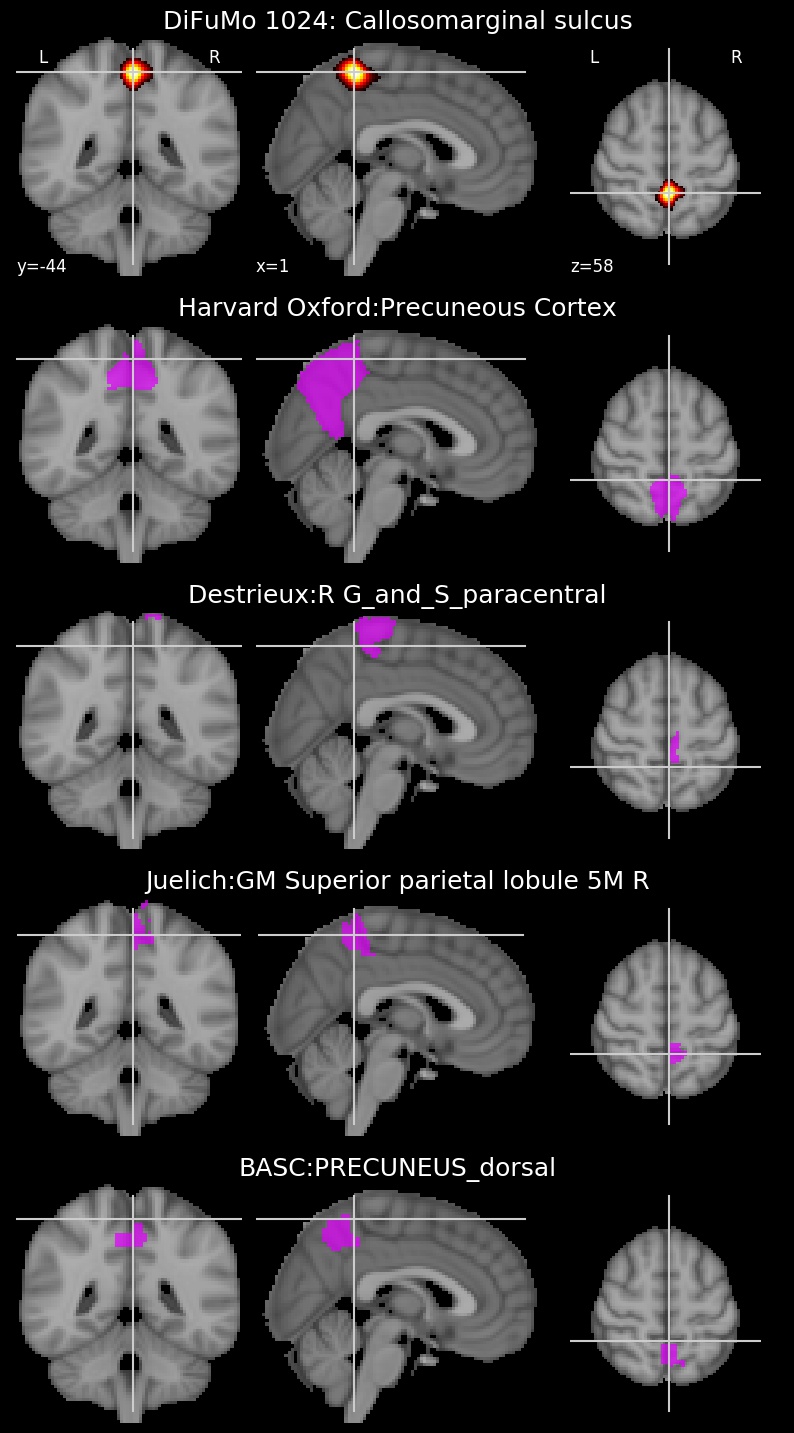 DiFuMo 1024: Callosomarginal sulcus
L R L R
y=-44 x=1 z=58
Harvard Oxford:Precuneous Cortex
Destrieux:R G_and_S_paracentral
Juelich:GM Superior parietal lobule 5M R
BASC:PRECUNEUS_dorsal